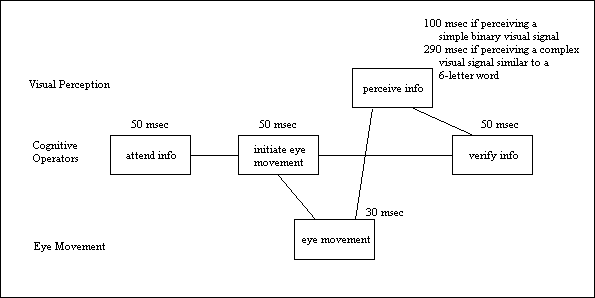 100 msec if perceiving a
simple binary visual signal
290 msec if perceiving a complex
visual signal similar to a
6-letter word
Visual Perception
perceive info
50 msec
50 msec
50 msec
Cognitive
Operators
attend info
initiate eye
movement
verify info
30 msec
eye movement
Eye Movement